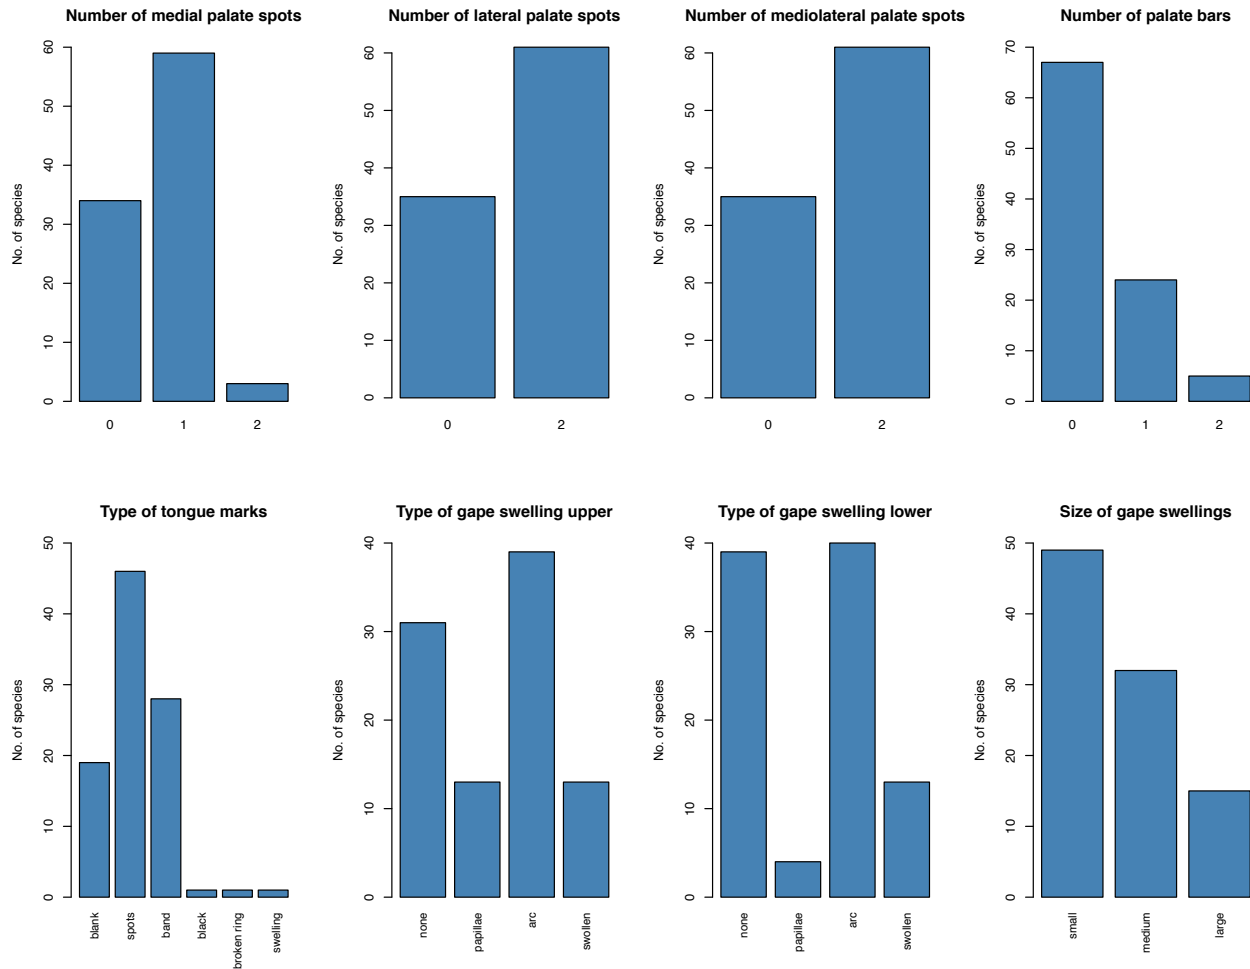 Number of medial palate spots
No. of species
0 10 20 30 40 50 60
0 1 2
Number of lateral palate spots
No. of species
0 10 20 30 40 50 60
0 2
Number of mediolateral palate spots
No. of species
0 10 20 30 40 50 60
0 2
Number of palate bars
No. of species
0 10 20 30 40 50 60 70
0 1 2
Type of tongue marks
No. of species
0 10 20 30 40 50
blank
spots
band
black
broken ring
swelling
Type of gape swelling upper
No. of species
0 10 20 30 40
none
papillae
arc
swollen
Type of gape swelling lower
No. of species
0 10 20 30 40
none
papillae
arc
swollen
Size of gape swellings
No. of species
0 10 20 30 40 50
small
medium
large